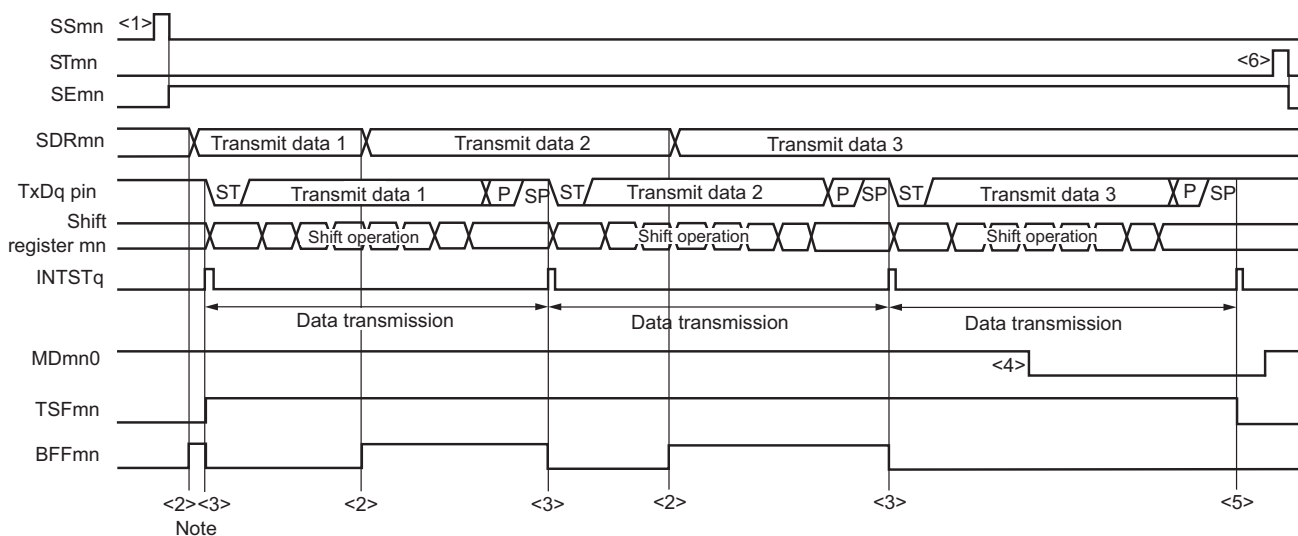 SSmn <1>
STmn <6>
SEmn
SDRmn Transmit data 1 Transmit data 2 Transmit data 3
TxDq pin ST Transmit data 1 P SP ST Transmit data 2 P SP ST Transmit data 3 P SP
Shift
register mn Shift operation Shift operation Shift operation
INTSTq
Data transmission Data transmission Data transmission
MDmn0 <4>
TSFmn
BFFmn
<2> <3> <2> <3> <2> <3> <5>
Note